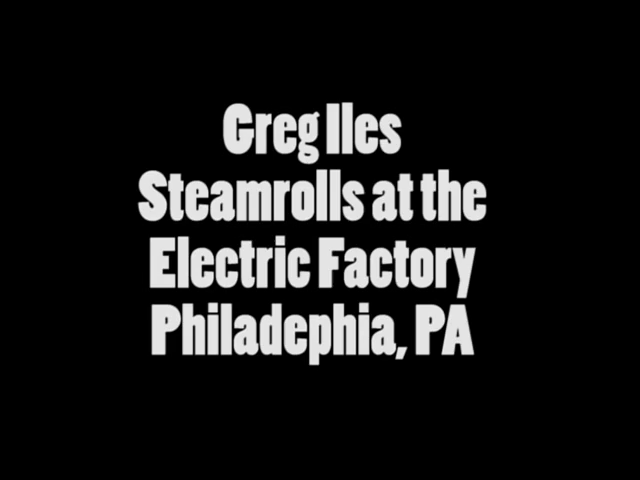 Greg Iles
Steamrolls at the
Electric Factory
Philadephia, PA